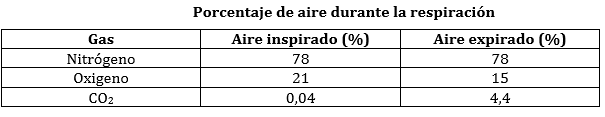 Porcentaje de aire durante la respiración
Gas Aire inspirado (%) Aire expirado (%)
Nitrógeno 78 78
Oxigeno 21 15
CO₂ 0,04 4,4